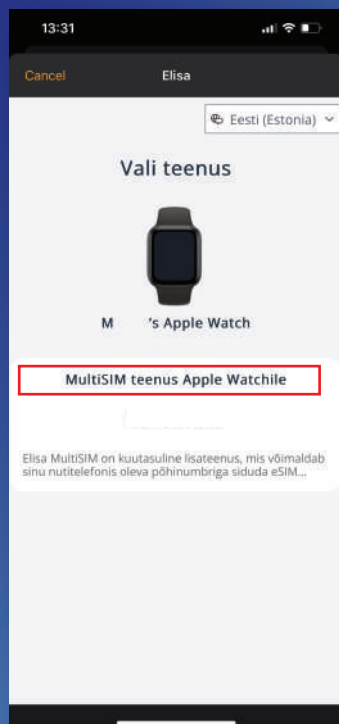 13:31
Cancel Elisa
Eesti (Estonia)
Vali teenus
M 's Apple Watch
MultiSIM teenus Apple Watchile
Elisa MultiSIM on kuutasuline lisateenus, mis võimaldab
sinu nutitelefonis oleva põhinumbriga siduda eSIM...